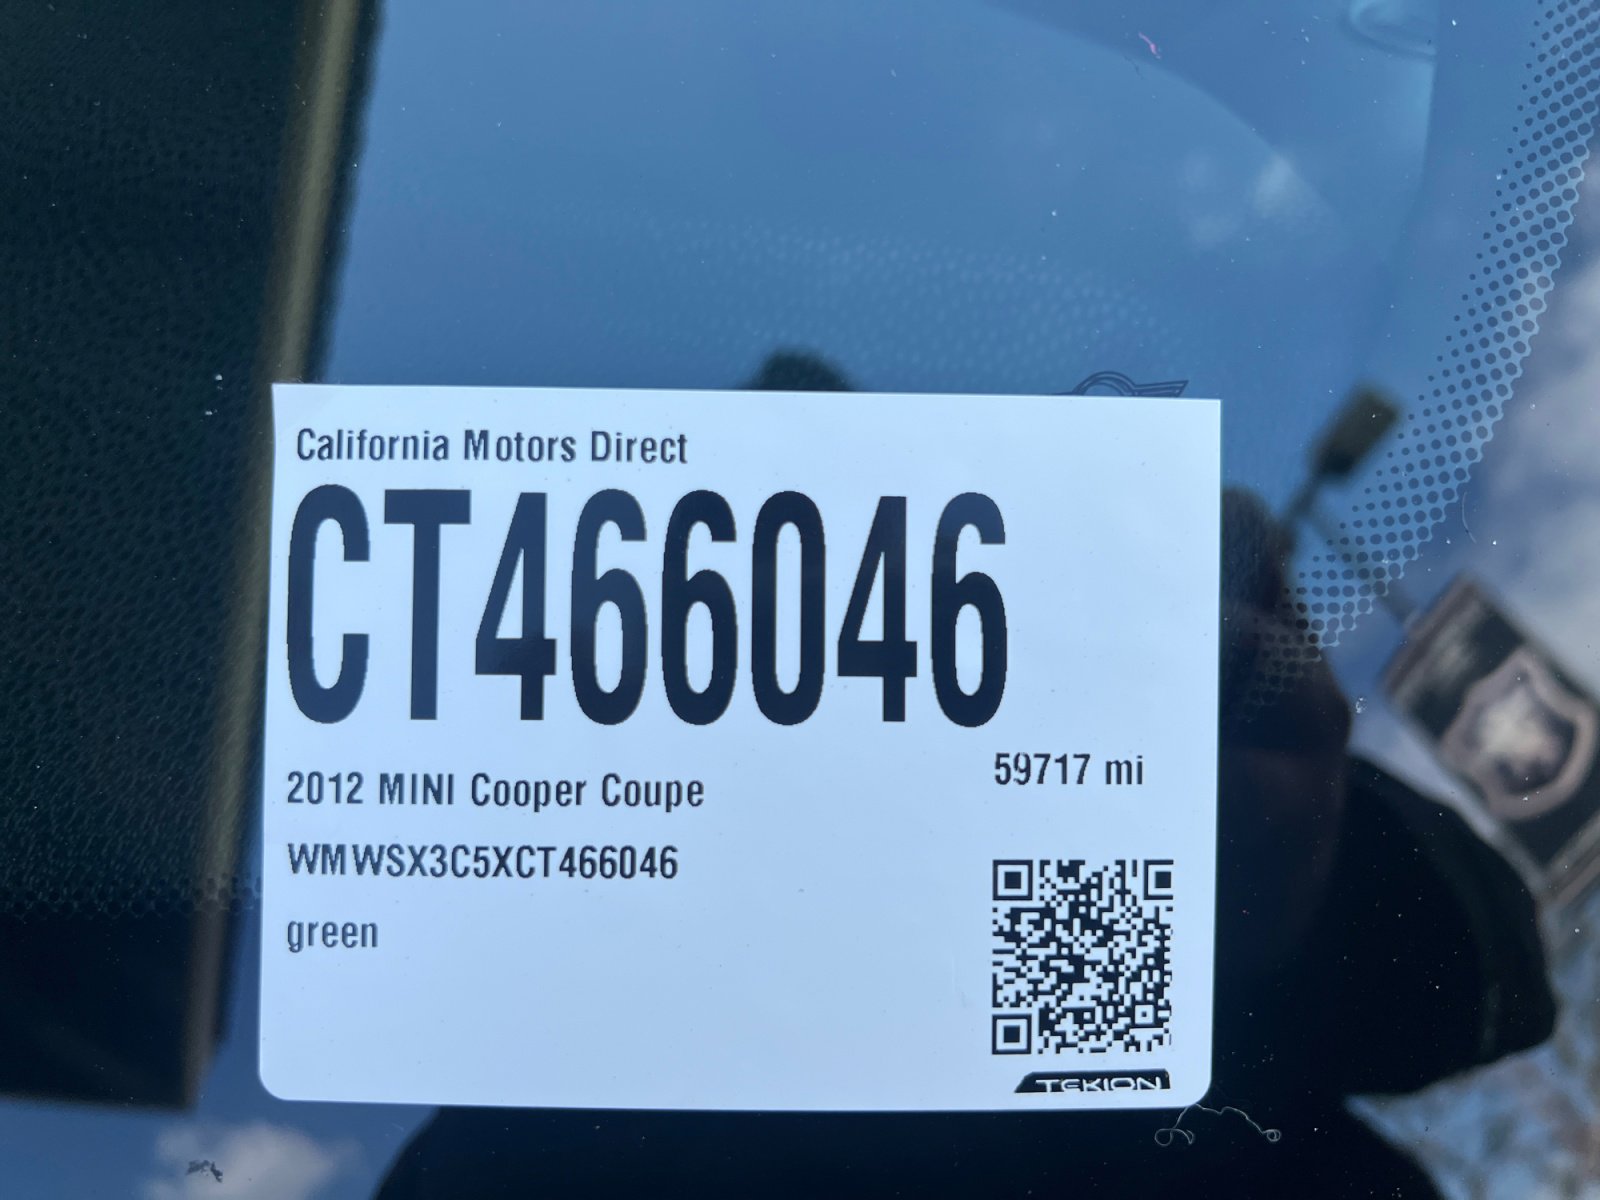 California Motors Direct
CT466046
59717 mi
2012 MINI Cooper Coupe
WMWSX3C5XCT466046
green
TEKION